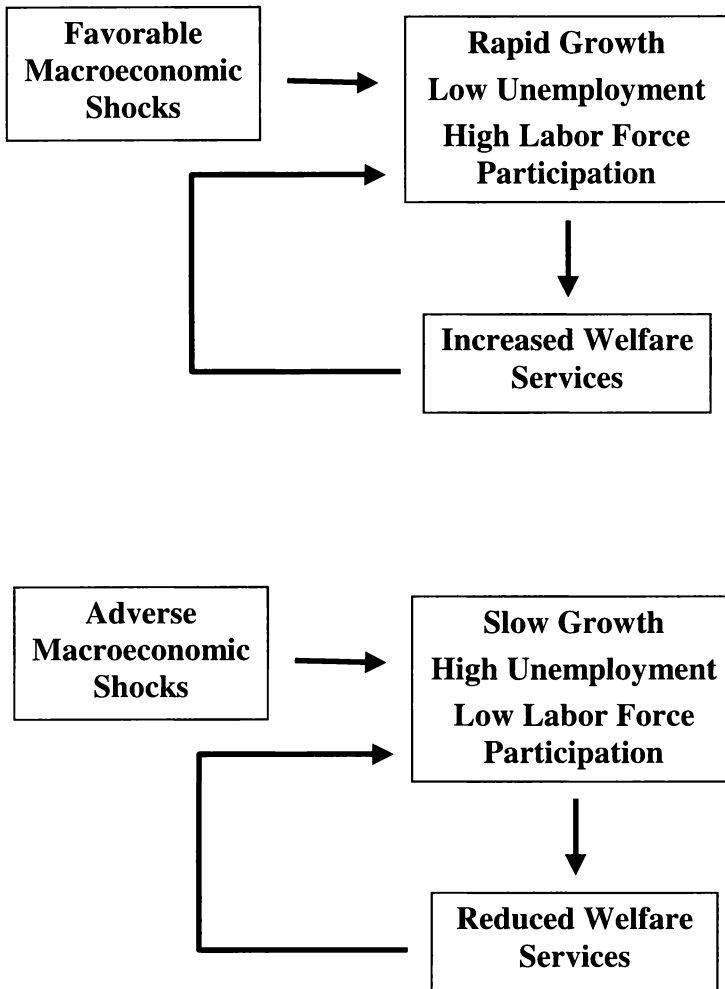 Favorable
Macroeconomic
Shocks
Rapid Growth
Low Unemployment
High Labor Force
Participation
Increased Welfare
Services
Adverse
Macroeconomic
Shocks
Slow Growth
High Unemployment
Low Labor Force
Participation
Reduced Welfare
Services